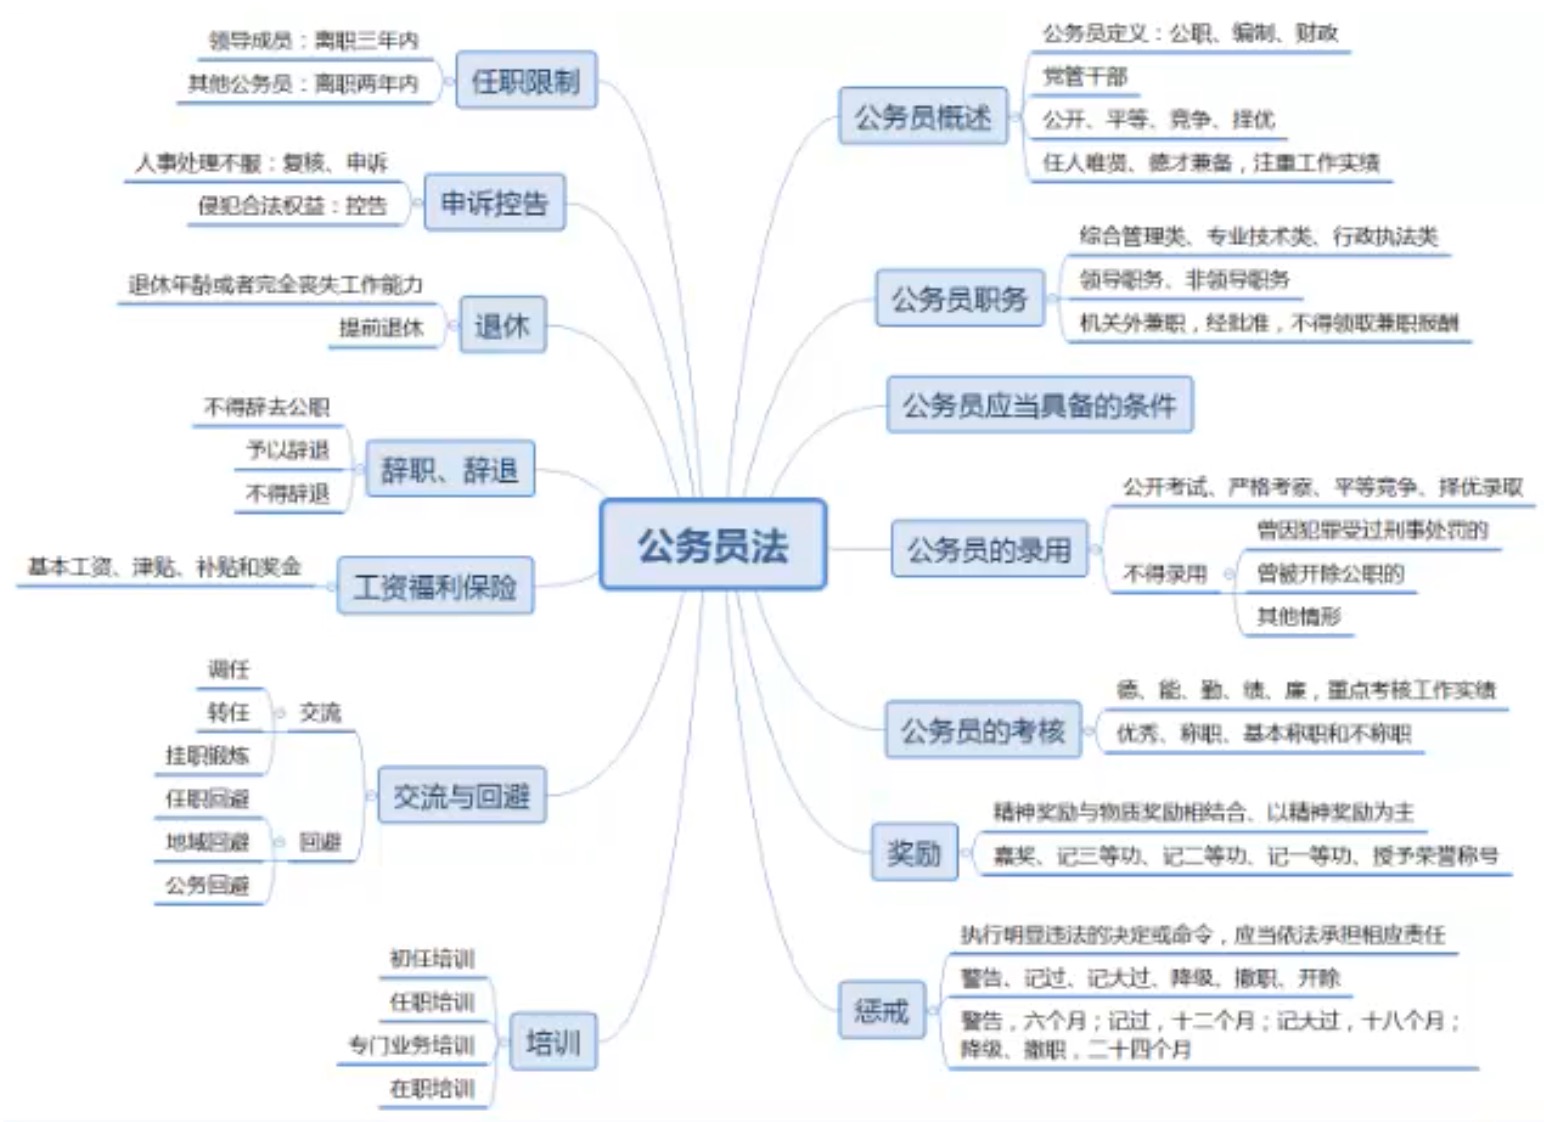 公务员法
公务员概述
公务员定义：公职、编制、财政
党管干部
公开、平等、竞争、择优
任人唯贤、德才兼备，注重工作实绩
公务员职务
综合管理类、专业技术类、行政执法类
领导职务、非领导职务
机关外兼职，经批准，不得领取兼职报酬
公务员应当具备的条件
公务员的录用
公开考试、严格考察、平等竞争、择优录取
不得录用
曾因犯罪受过刑事处罚的
曾被开除公职的
其他情形
公务员的考核
德、能、勤、绩、廉，重点考核工作实绩
优秀、称职、基本称职和不称职
奖励
精神奖励与物质奖励相结合、以精神奖励为主
嘉奖、记三等功、记二等功、记一等功、授予荣誉称号
惩戒
执行明显违法的决定或命令，应当依法承担相应责任
警告、记过、记大过、降级、撤职、开除
警告，六个月；记过，十二个月；记大过，十八个月；
降级、撤职，二十四个月
任职限制
领导成员：离职三年内
其他公务员：离职两年内
申诉控告
人事处理不服：复核、申诉
侵犯合法权益：控告
退休
退休年龄或者完全丧失工作能力
提前退休
辞职、辞退
不得辞去公职
予以辞退
不得辞退
工资福利保险
基本工资、津贴、补贴和奖金
交流与回避
交流
调任
转任
挂职锻炼
回避
任职回避
地域回避
公务回避
培训
初任培训
任职培训
专门业务培训
在职培训